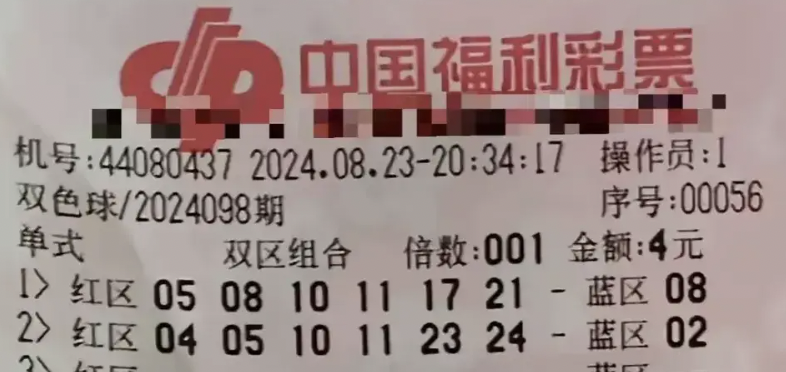 中国福利彩票
机号:44080437 2024.08.23-20:34:17 操作员:1
双色球/2024098期 序号:00056
单式 双区组合 倍数:001 金额:4元
1> 红区 05 08 10 11 17 21 - 蓝区 08
2> 红区 04 05 10 11 23 24 - 蓝区 02